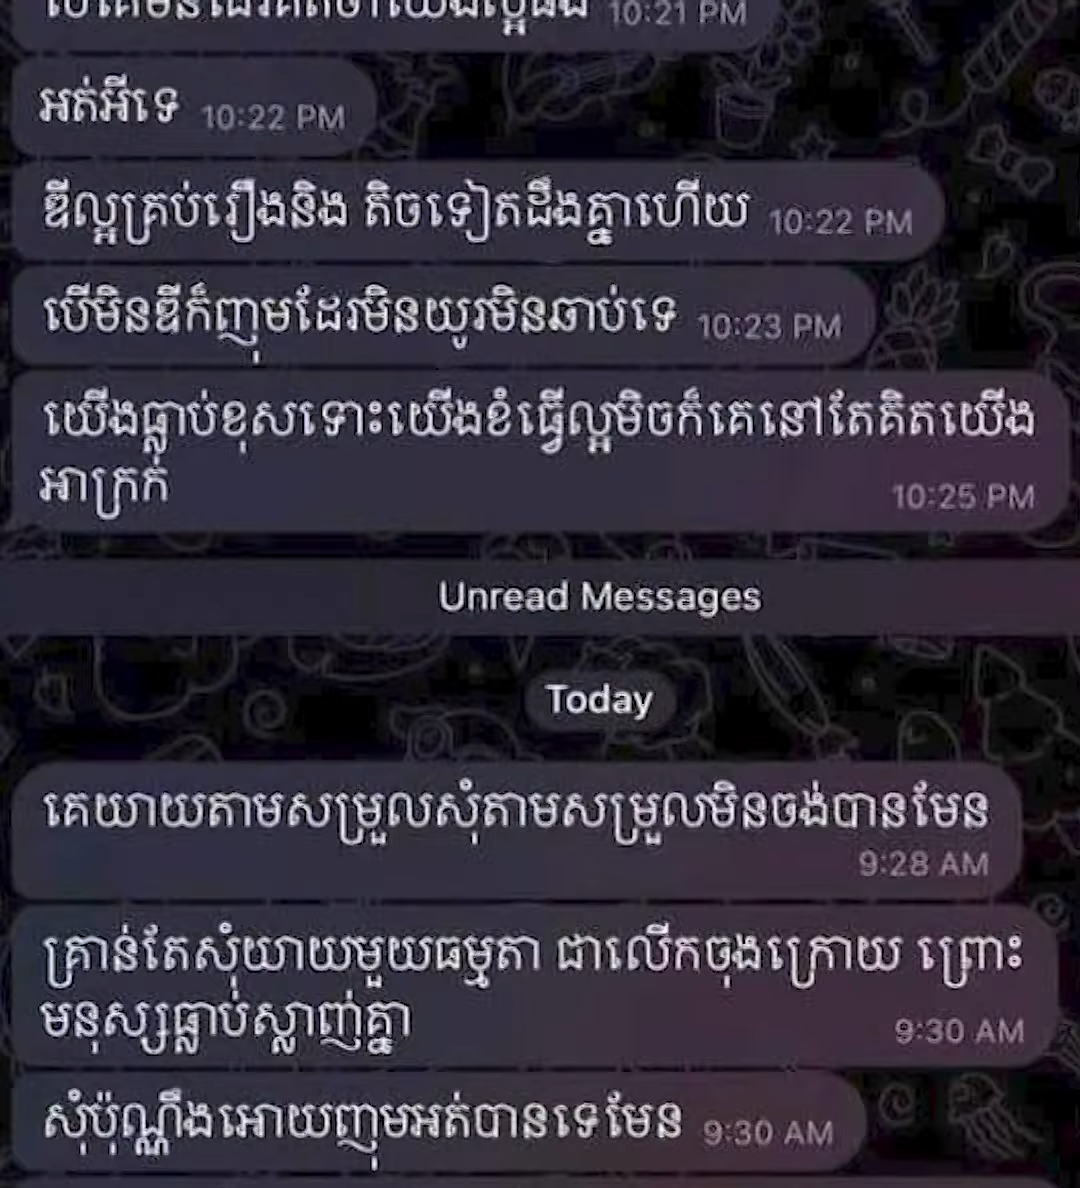 10:21 PM
អត់អីទេ 10:22 PM
ឌីល្អគ្រប់រឿងនិង តិចទៀតដឹងគ្នាហើយ 10:22 PM
បើមិនឌីក៏ញុមដែរមិនយូរមិនឆាប់ទេ 10:23 PM
យើងធ្លាប់ខុសទោះយើងខំធ្វើល្អមិចក៏គេនៅតែគិតយើង
អាក្រក់ 10:25 PM
Unread Messages
Today
គេយាយតាមសម្រួលសុំតាមសម្រួលមិនចង់បានមែន
9:28 AM
គ្រាន់តែសុំយាយមួយធម្មតា ជាលើកចុងក្រោយ ព្រោះ
មនុស្សធ្លាប់ស្លាញ់គ្នា 9:30 AM
សុំប៉ុណ្ណឹងអោយញុមអត់បានទេមែន 9:30 AM